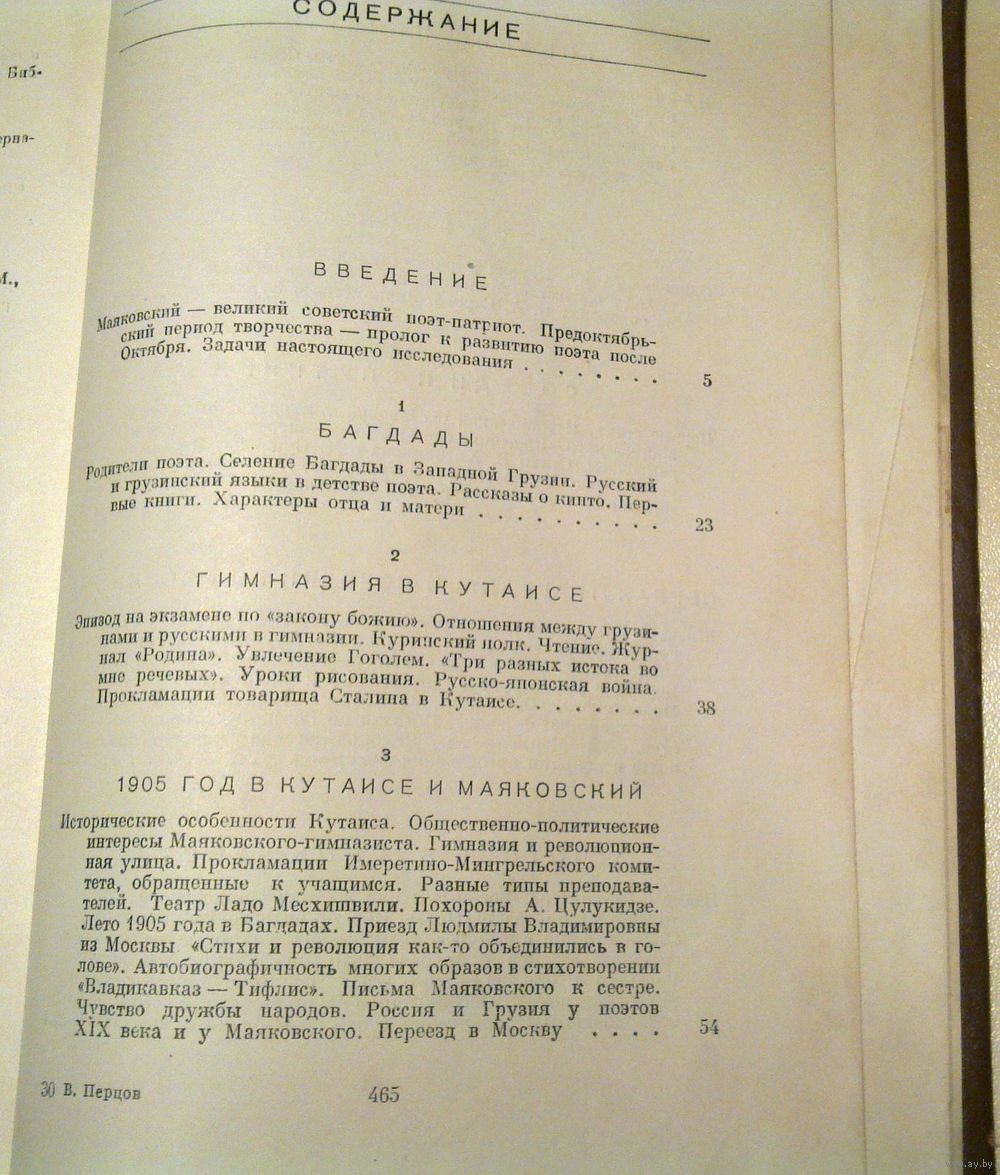 Биб-
М.,
СОДЕРЖАНИЕ
ВВЕДЕНИЕ
Маяковский — великий советский поэт-патриот. Предоктябрь-
ский период творчества — пролог к развитию поэта после
Октября. Задачи настоящего исследования . . . . . . . . 5
1
БАГДАДЫ
Родители поэта. Селение Багдады в Западной Грузии. Русский
и грузинский языки в детстве поэта. Рассказы о кинто. Пер-
вые книги. Характеры отца и матери . . . . . . . . . . 23
2
ГИМНАЗИЯ В КУТАИСЕ
Эпизод на экзамене по «закону божию». Отношения между грузи-
нами и русскими в гимназии. Куринский полк. Чтение. Жур-
нал «Родина». Увлечение Гоголем. «Три разных истока во
мне речевых». Уроки рисования. Русско-японская война.
Прокламации товарища Сталина в Кутаисе. . . . . . . . 38
3
1905 ГОД В КУТАИСЕ И МАЯКОВСКИЙ
Исторические особенности Кутаиса. Общественно-политические
интересы Маяковского-гимназиста. Гимназия и революцион-
ная улица. Прокламации Имеретино-Мингрельского коми-
тета, обращенные к учащимся. Разные типы преподава-
телей. Театр Ладо Месхишвили. Похороны А. Цулукидзе.
Лето 1905 года в Багдадах. Приезд Людмилы Владимировны
из Москвы «Стихи и революция как-то объединились в го-
лове». Автобиографичность многих образов в стихотворении
«Владикавказ — Тифлис». Письма Маяковского к сестре.
Чувство дружбы народов. Россия и Грузия у поэтов
XIX века и у Маяковского. Переезд в Москву . . . . 54
30 В. Перцов 465